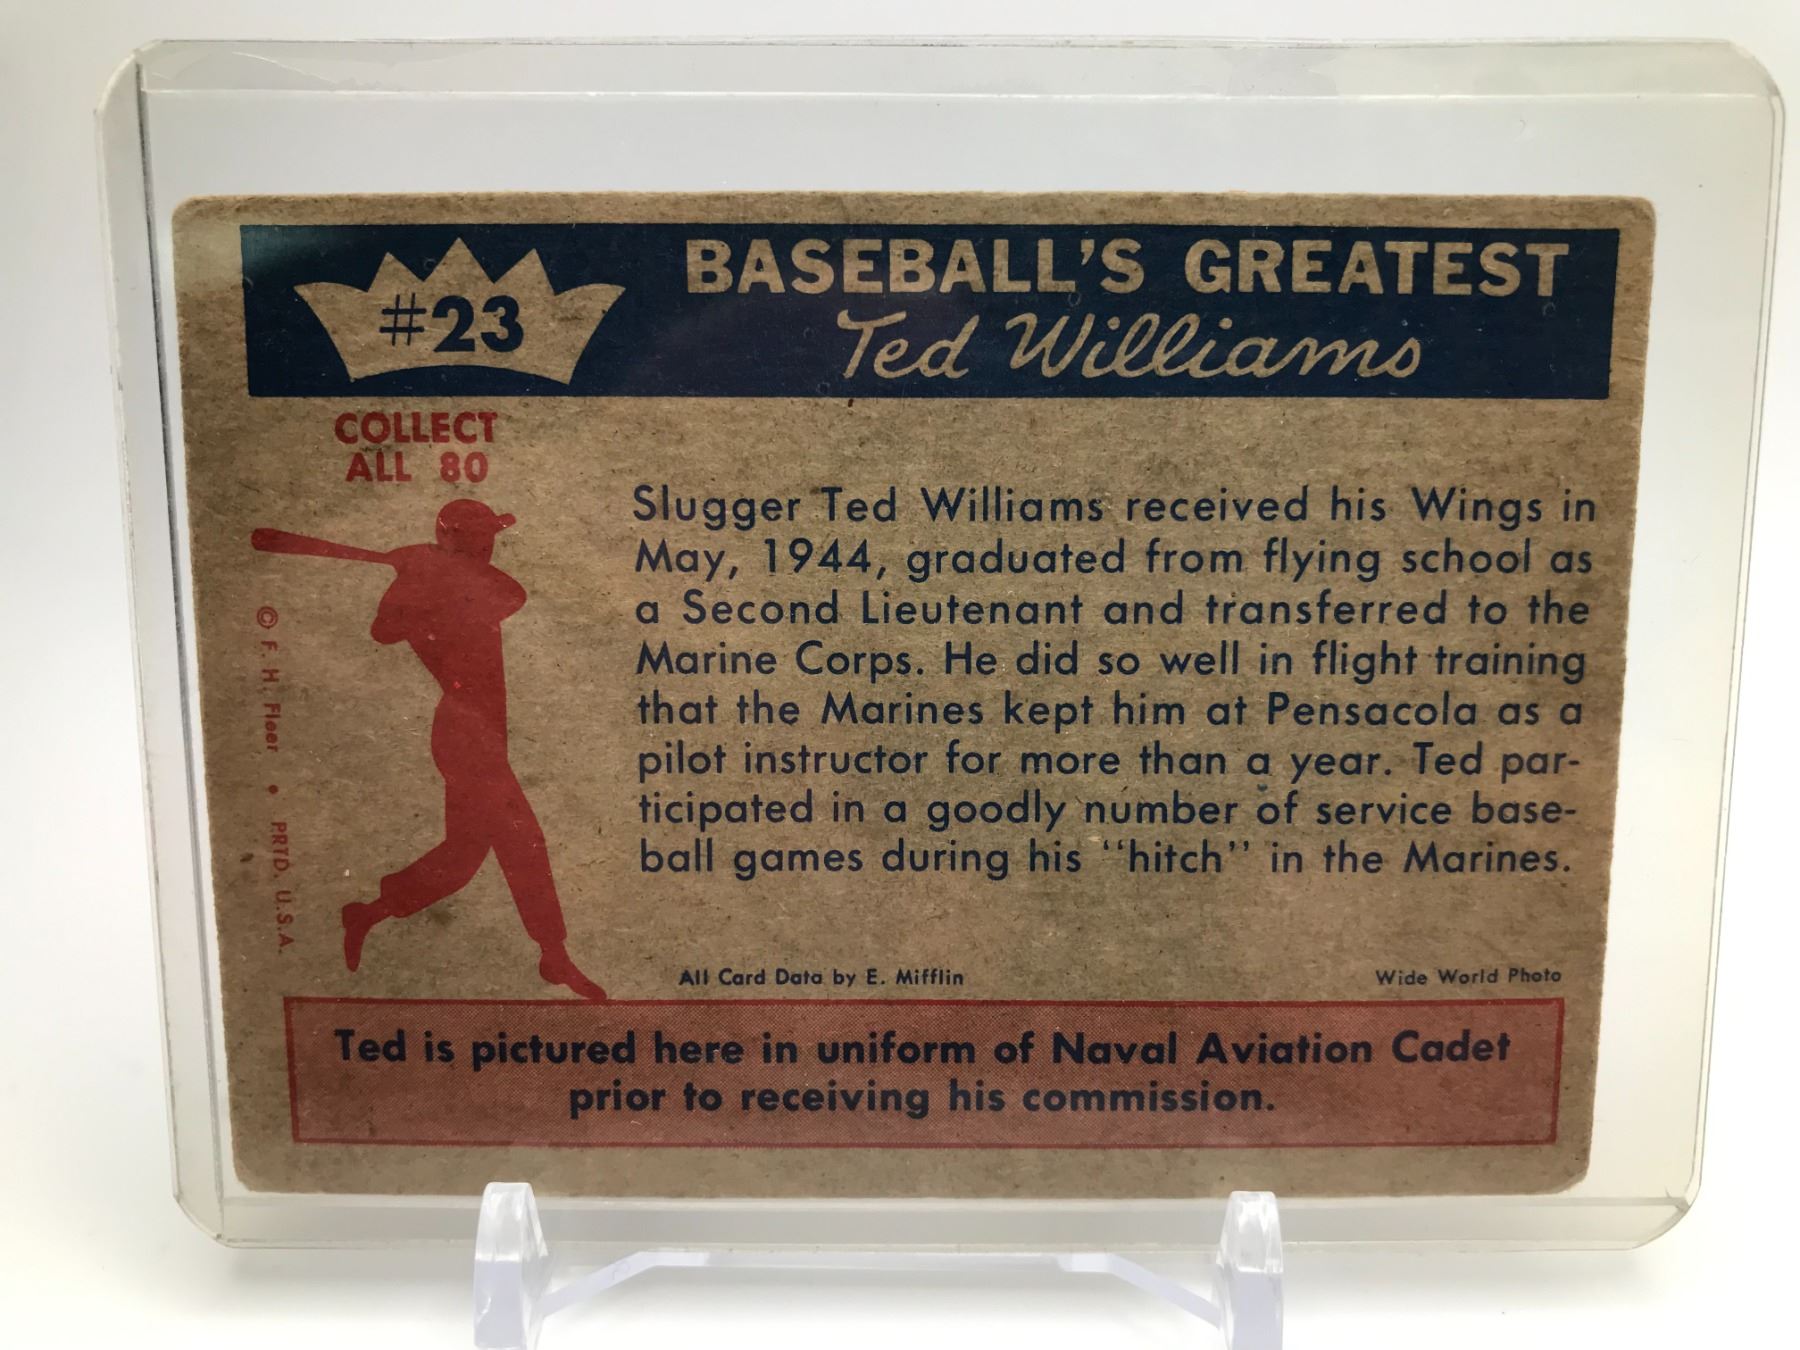 #23
BASEBALL'S GREATEST
Ted Williams
COLLECT
ALL 80
Slugger Ted Williams received his Wings in
May, 1944, graduated from flying school as
a Second Lieutenant and transferred to the
Marine Corps. He did so well in flight training
that the Marines kept him at Pensacola as a
pilot instructor for more than a year. Ted par-
ticipated in a goodly number of service base-
ball games during his "hitch" in the Marines.
© F. H. Fleer • PRTD. U.S.A.
All Card Data by E. Mifflin
Wide World Photo
Ted is pictured here in uniform of Naval Aviation Cadet
prior to receiving his commission.